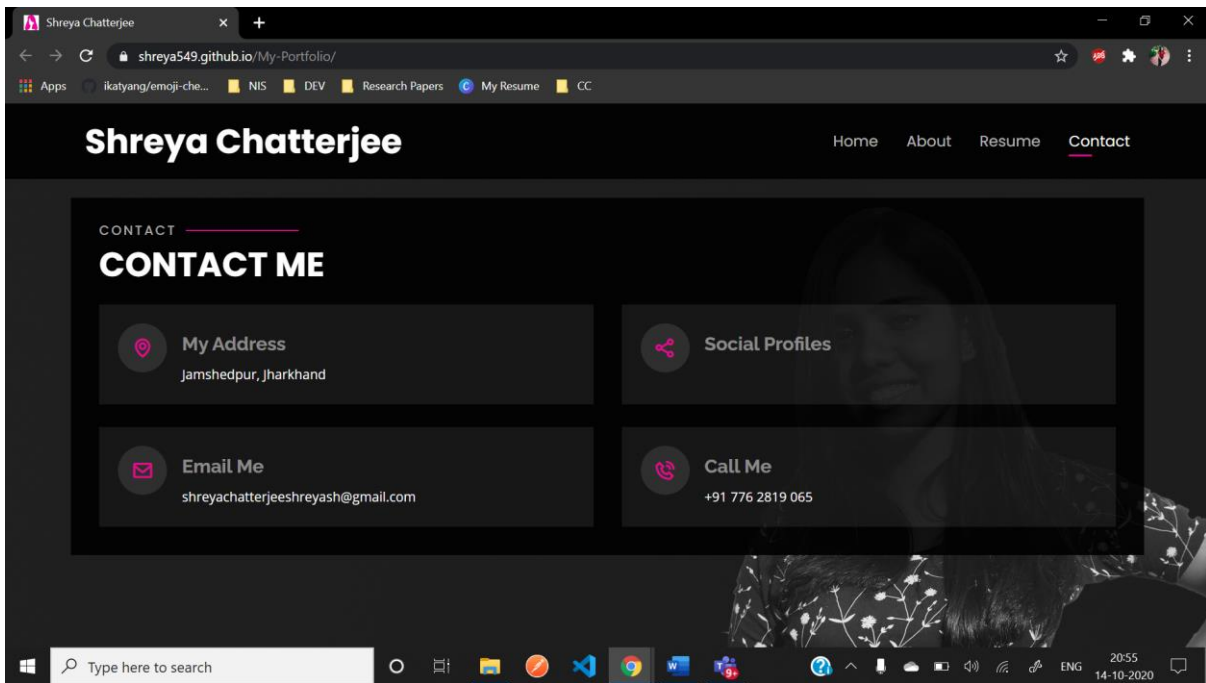 Shreya Chatterjee
shreya549.github.io/My-Portfolio/
Apps ikatyang/emoji-che... NIS DEV Research Papers C My Resume CC
Shreya Chatterjee
Home About Resume Contact
CONTACT
CONTACT ME
My Address
Jamshedpur, Jharkhand
Social Profiles
Email Me
shreyachatterjeeshreyash@gmail.com
Call Me
+91 776 2819 065
Type here to search
W
T
9+
ENG
20:55
14-10-2020